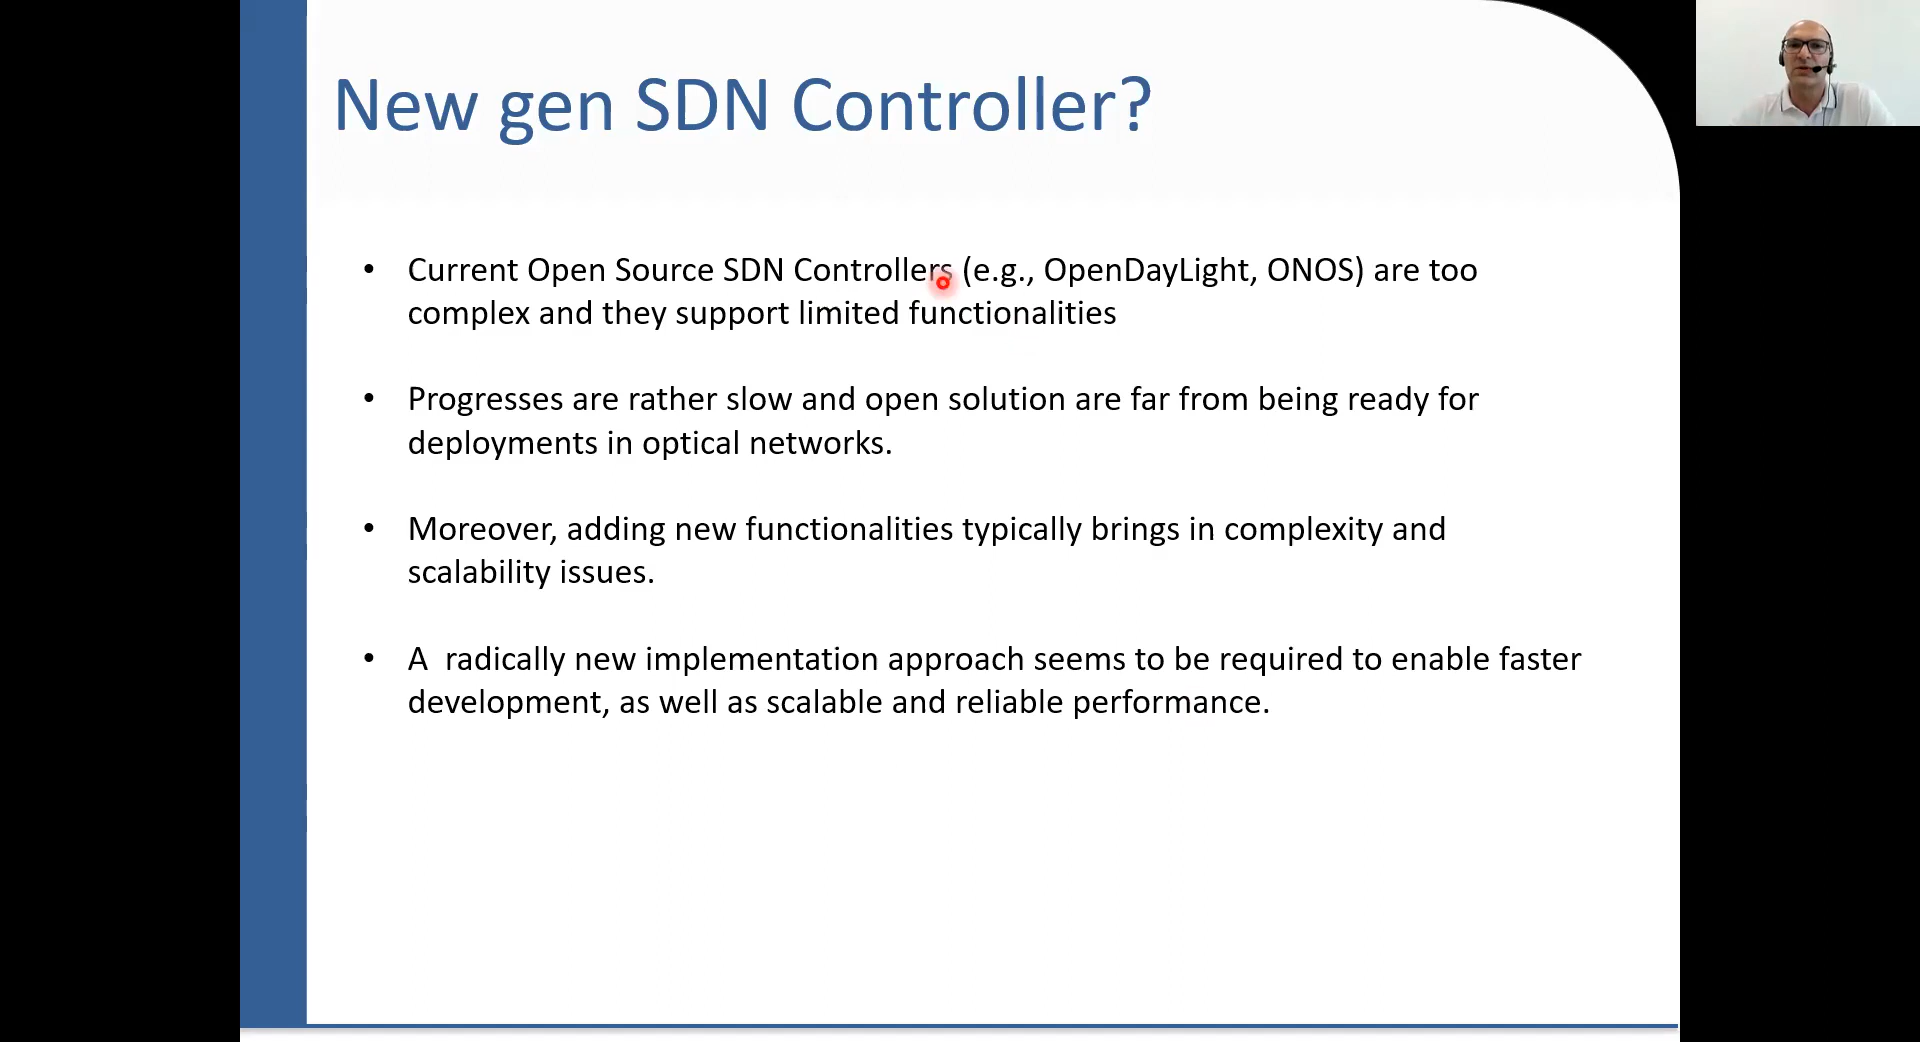 New gen SDN Controller?
• Current Open Source SDN Controllers (e.g., OpenDayLight, ONOS) are too
complex and they support limited functionalities
• Progresses are rather slow and open solution are far from being ready for
deployments in optical networks.
• Moreover, adding new functionalities typically brings in complexity and
scalability issues.
• A  radically new implementation approach seems to be required to enable faster
development, as well as scalable and reliable performance.